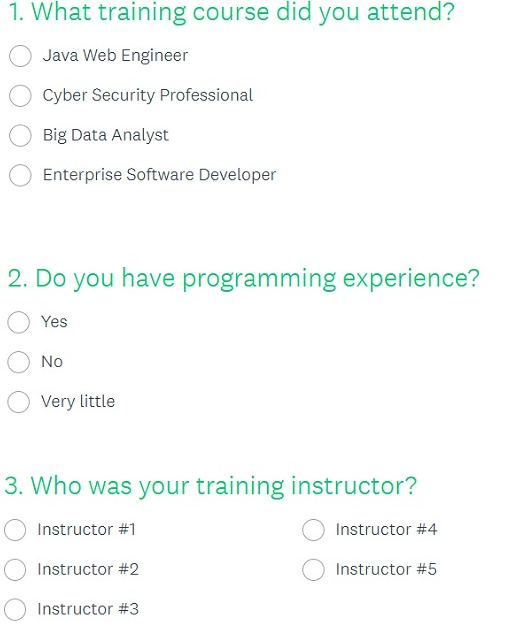 1. What training course did you attend?
Java Web Engineer
Cyber Security Professional
Big Data Analyst
Enterprise Software Developer
2. Do you have programming experience?
Yes
No
Very little
3. Who was your training instructor?
Instructor #1
Instructor #2
Instructor #3
Instructor #4
Instructor #5